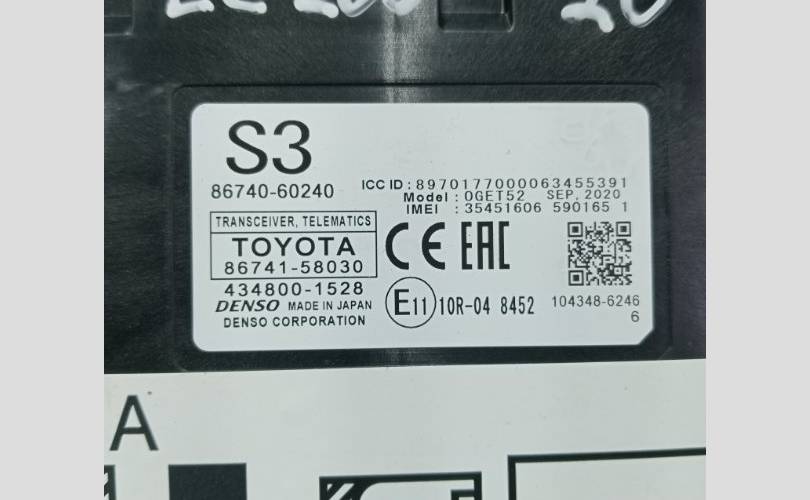 S3
86740-60240
ICC ID : 8970177000063455391
Model : 0GET52 SEP, 2020
IMEI : 35451606 590165 1
TRANSCEIVER, TELEMATICS
TOYOTA
86741-58030
434800-1528
DENSO MADE IN JAPAN
DENSO CORPORATION
CE EAC
E11 10R-04 8452
104348-6246
6
A